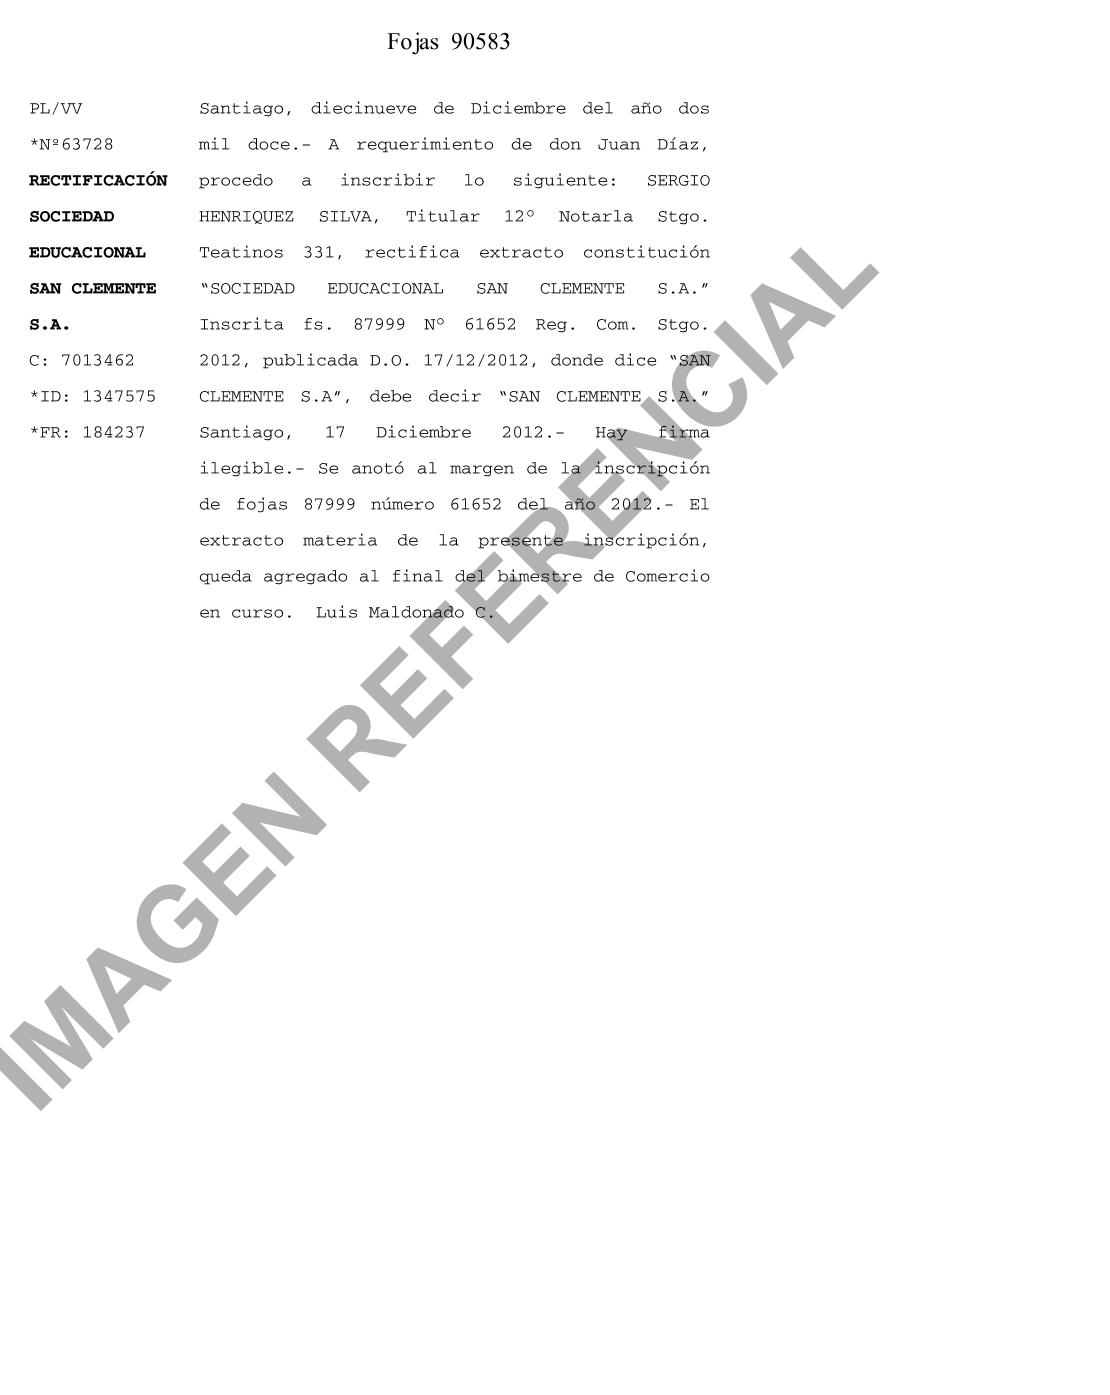 Fojas 90583
PL/VV
*Nº63728
RECTIFICACIÓN
SOCIEDAD
EDUCACIONAL
SAN CLEMENTE
S.A.
C: 7013462
*ID: 1347575
*FR: 184237
Santiago, diecinueve de Diciembre del año dos
mil doce.- A requerimiento de don Juan Díaz,
procedo a inscribir lo siguiente: SERGIO
HENRIQUEZ SILVA, Titular 12º Notarla Stgo.
Teatinos 331, rectifica extracto constitución
“SOCIEDAD EDUCACIONAL SAN CLEMENTE S.A.”
Inscrita fs. 87999 Nº 61652 Reg. Com. Stgo.
2012, publicada D.O. 17/12/2012, donde dice “SAN
CLEMENTE S.A”, debe decir “SAN CLEMENTE S.A.”
Santiago, 17 Diciembre 2012.- Hay firma
ilegible.- Se anotó al margen de la inscripción
de fojas 87999 número 61652 del año 2012.- El
extracto materia de la presente inscripción,
queda agregado al final del bimestre de Comercio
en curso. Luis Maldonado C.
IMAGEN REFERENCIAL